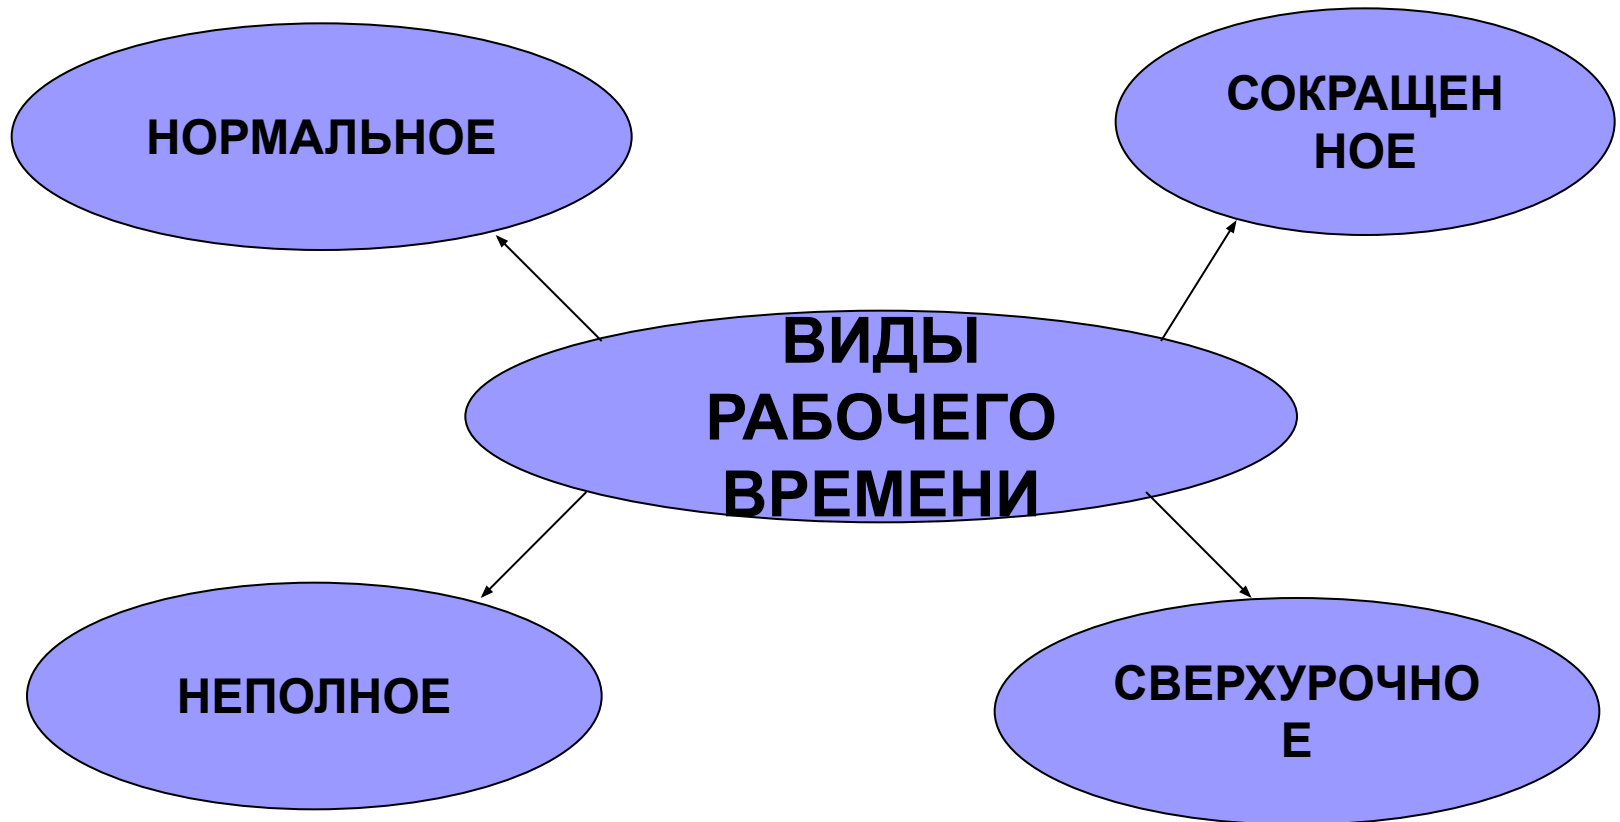 НОРМАЛЬНОЕ
СОКРАЩЕН
НОЕ
ВИДЫ
РАБОЧЕГО
ВРЕМЕНИ
НЕПОЛНОЕ
СВЕРХУРОЧНО
Е